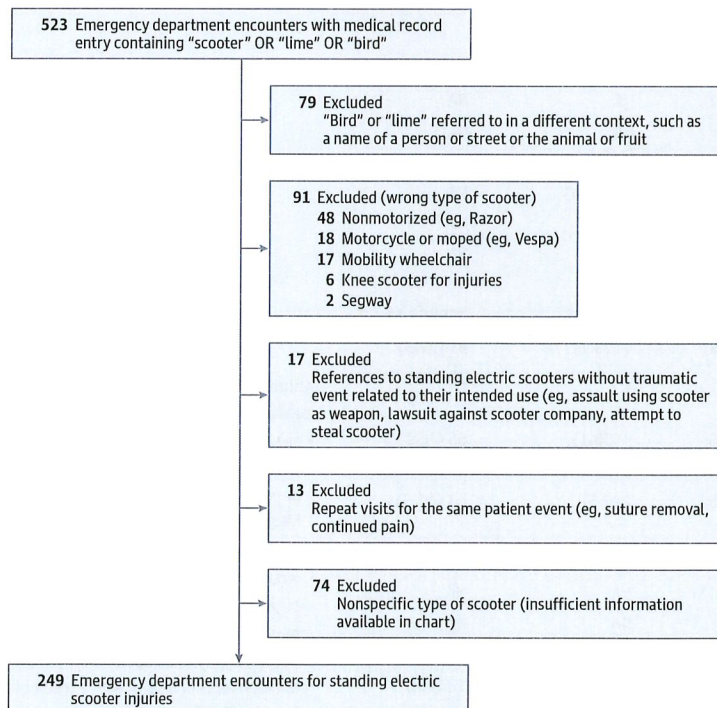 523 Emergency department encounters with medical record
entry containing “scooter” OR “lime” OR “bird”
79 Excluded
“Bird” or “lime” referred to in a different context, such as
a name of a person or street or the animal or fruit
91 Excluded (wrong type of scooter)
48 Nonmotorized (eg, Razor)
18 Motorcycle or moped (eg, Vespa)
17 Mobility wheelchair
6 Knee scooter for injuries
2 Segway
17 Excluded
References to standing electric scooters without traumatic
event related to their intended use (eg, assault using scooter
as weapon, lawsuit against scooter company, attempt to
steal scooter)
13 Excluded
Repeat visits for the same patient event (eg, suture removal,
continued pain)
74 Excluded
Nonspecific type of scooter (insufficient information
available in chart)
249 Emergency department encounters for standing electric
scooter injuries